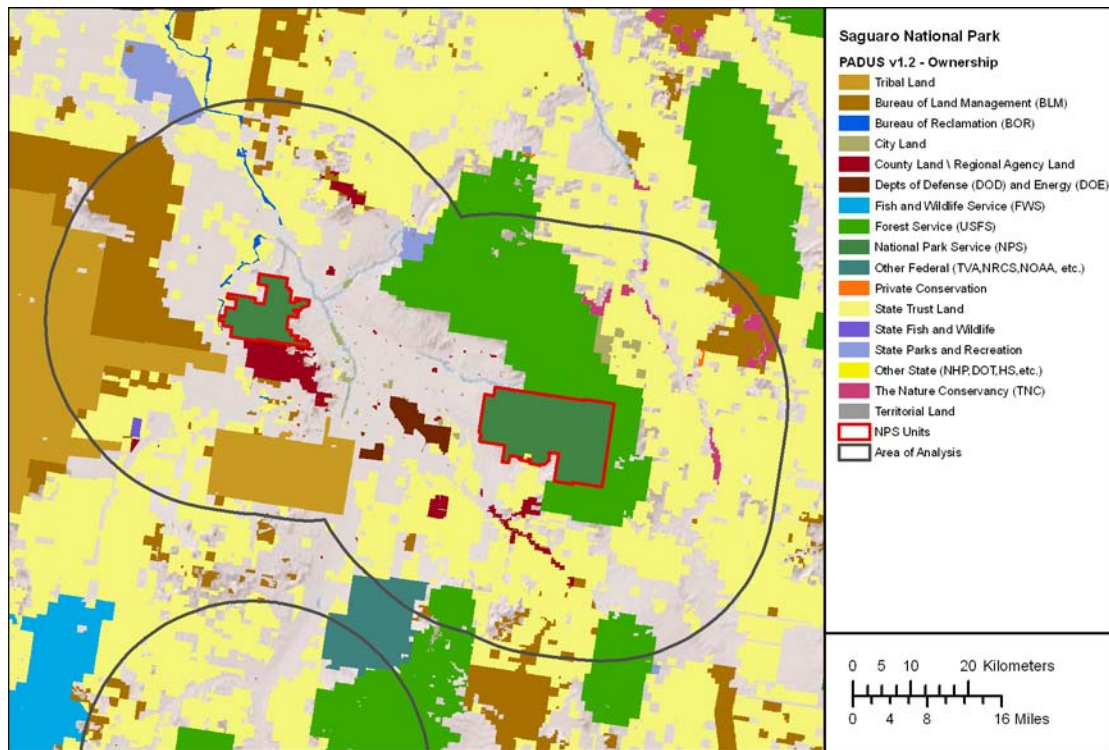 Saguaro National Park
PADUS v1.2 - Ownership
Tribal Land
Bureau of Land Management (BLM)
Bureau of Reclamation (BOR)
City Land
County Land \ Regional Agency Land
Depts of Defense (DOD) and Energy (DOE)
Fish and Wildlife Service (FWS)
Forest Service (USFS)
National Park Service (NPS)
Other Federal (TVA,NRCS,NOAA, etc.)
Private Conservation
State Trust Land
State Fish and Wildlife
State Parks and Recreation
Other State (NHP,DOT,HS,etc.)
The Nature Conservancy (TNC)
Territorial Land
NPS Units
Area of Analysis
0 5 10 20 Kilometers
0 4 8 16 Miles